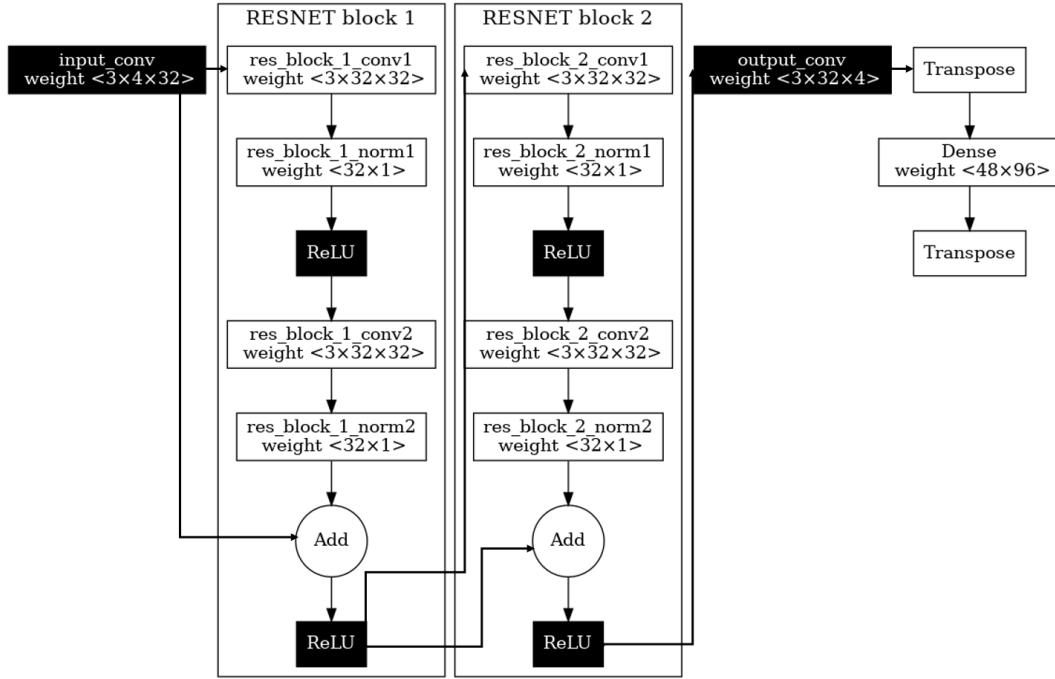 RESNET block 1
RESNET block 2
input_conv
weight <3×4×32>
res_block_1_conv1
weight <3×32×32>
res_block_1_norm1
weight <32×1>
ReLU
res_block_1_conv2
weight <3×32×32>
res_block_1_norm2
weight <32×1>
Add
ReLU
res_block_2_conv1
weight <3×32×32>
res_block_2_norm1
weight <32×1>
ReLU
res_block_2_conv2
weight <3×32×32>
res_block_2_norm2
weight <32×1>
Add
ReLU
output_conv
weight <3×32×4>
Transpose
Dense
weight <48×96>
Transpose